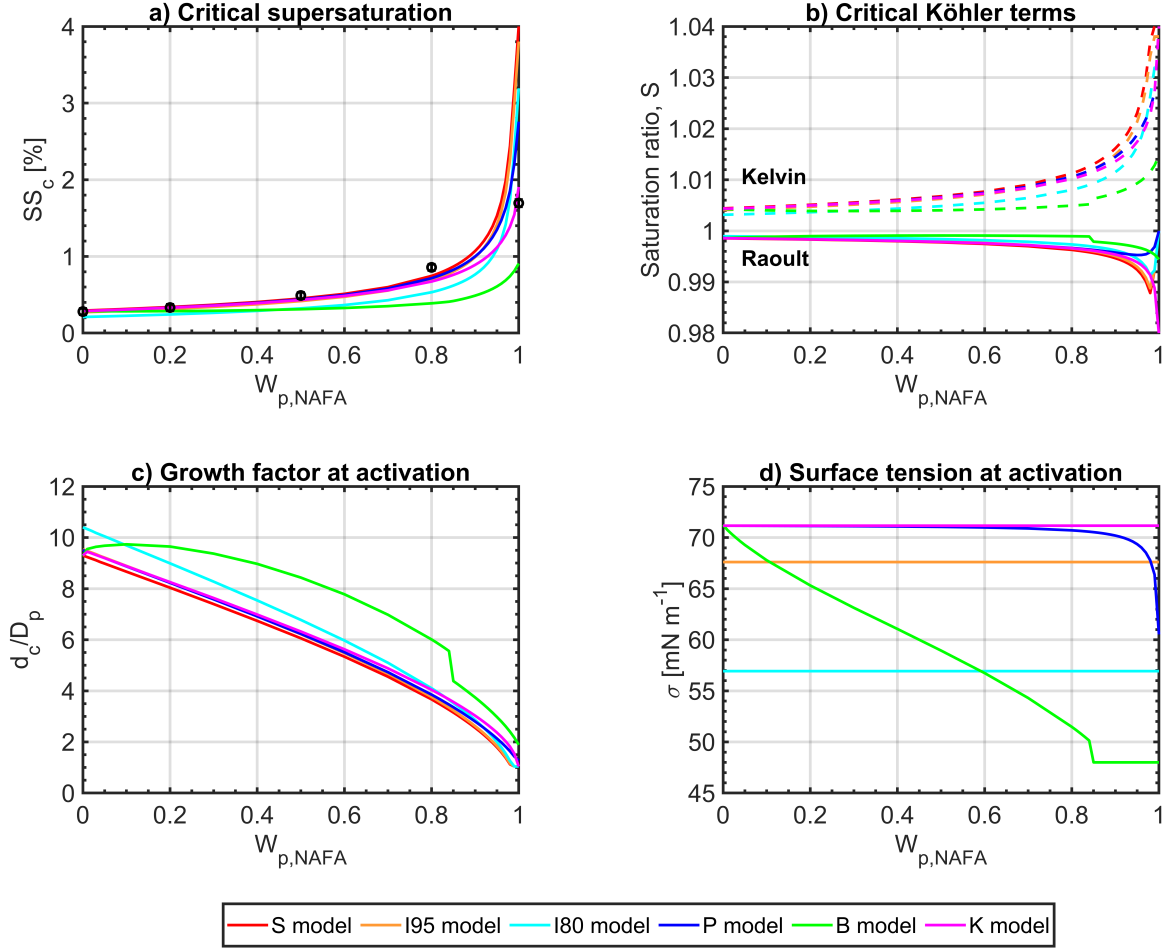 a) Critical supersaturation
SS_c [%]
4
3
2
1
0
0 0.2 0.4 0.6 0.8 1
W_p,NAFA
b) Critical Köhler terms
Saturation ratio, S
1.04
1.03
1.02
1.01
1
0.99
0.98
Kelvin
Raoult
0 0.2 0.4 0.6 0.8 1
W_p,NAFA
c) Growth factor at activation
d_c/D_p
12
10
8
6
4
2
0
0 0.2 0.4 0.6 0.8 1
W_p,NAFA
d) Surface tension at activation
σ [mN m⁻¹]
75
70
65
60
55
50
45
0 0.2 0.4 0.6 0.8 1
W_p,NAFA
S model I95 model I80 model P model B model K model